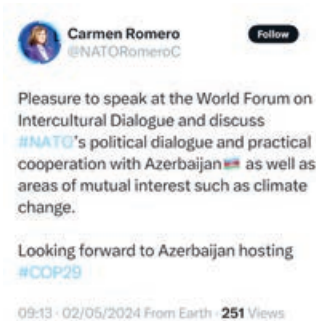 Carmen Romero
@NATORomeroC
Follow
Pleasure to speak at the World Forum on
Intercultural Dialogue and discuss
#NATO's political dialogue and practical
cooperation with Azerbaijan🇦🇿 as well as
areas of mutual interest such as climate
change.
Looking forward to Azerbaijan hosting
#COP29
09:13 · 02/05/2024 From Earth · 251 Views